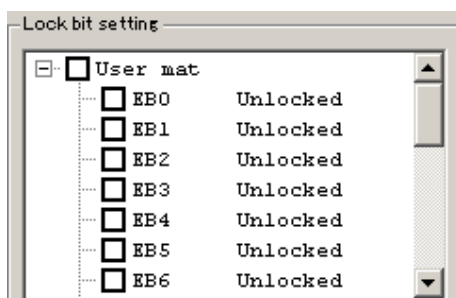 Lock bit setting
User mat
EB0 Unlocked
EB1 Unlocked
EB2 Unlocked
EB3 Unlocked
EB4 Unlocked
EB5 Unlocked
EB6 Unlocked